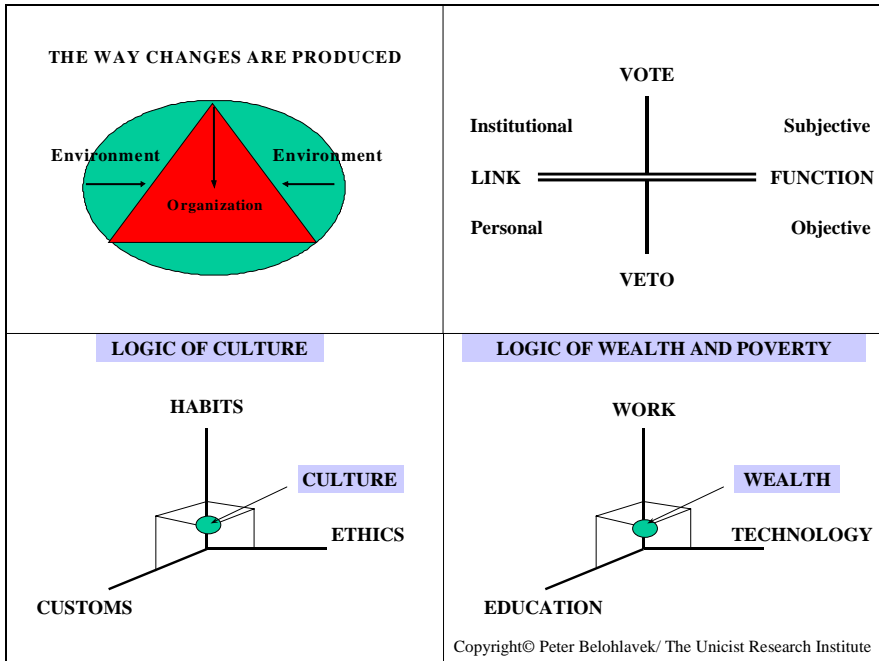 THE WAY CHANGES ARE PRODUCED
Environment Environment
Organization
VOTE
Institutional Subjective
LINK FUNCTION
Personal Objective
VETO
LOGIC OF CULTURE
HABITS
CULTURE
ETHICS
CUSTOMS
LOGIC OF WEALTH AND POVERTY
WORK
WEALTH
TECHNOLOGY
EDUCATION
Copyright© Peter Belohlavek/ The Unicist Research Institute